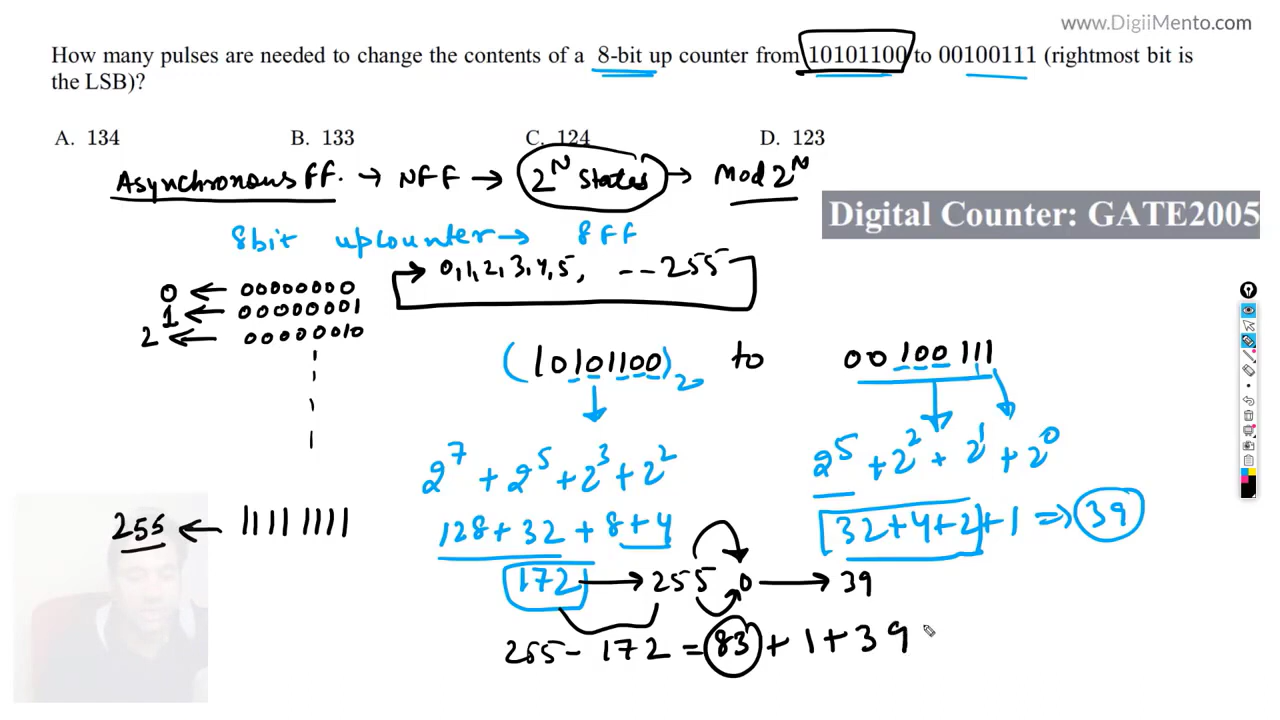 www.DigiiMento.com
How many pulses are needed to change the contents of a 8-bit up counter from 10101100 to 00100111 (rightmost bit is
the LSB)?
A. 134 B. 133 C. 124 D. 123
Asynchronous FF. → N FF → 2^N States → Mod 2^N
Digital Counter: GATE2005
8bit upcounter → 8 FF
→ 0,1,2,3,4,5, --- 255
0 ← 00000000
1 ← 00000001
2 ← 00000010
(10101100)₂ to 00100111
2^7 + 2^5 + 2^3 + 2^2 2^5 + 2^2 + 2^1 + 2^0
255 ← 11111111
128 + 32 + 8 + 4 [32 + 4 + 2] + 1 => 39
172 → 255 0 → 39
255 - 172 = 83 + 1 + 39